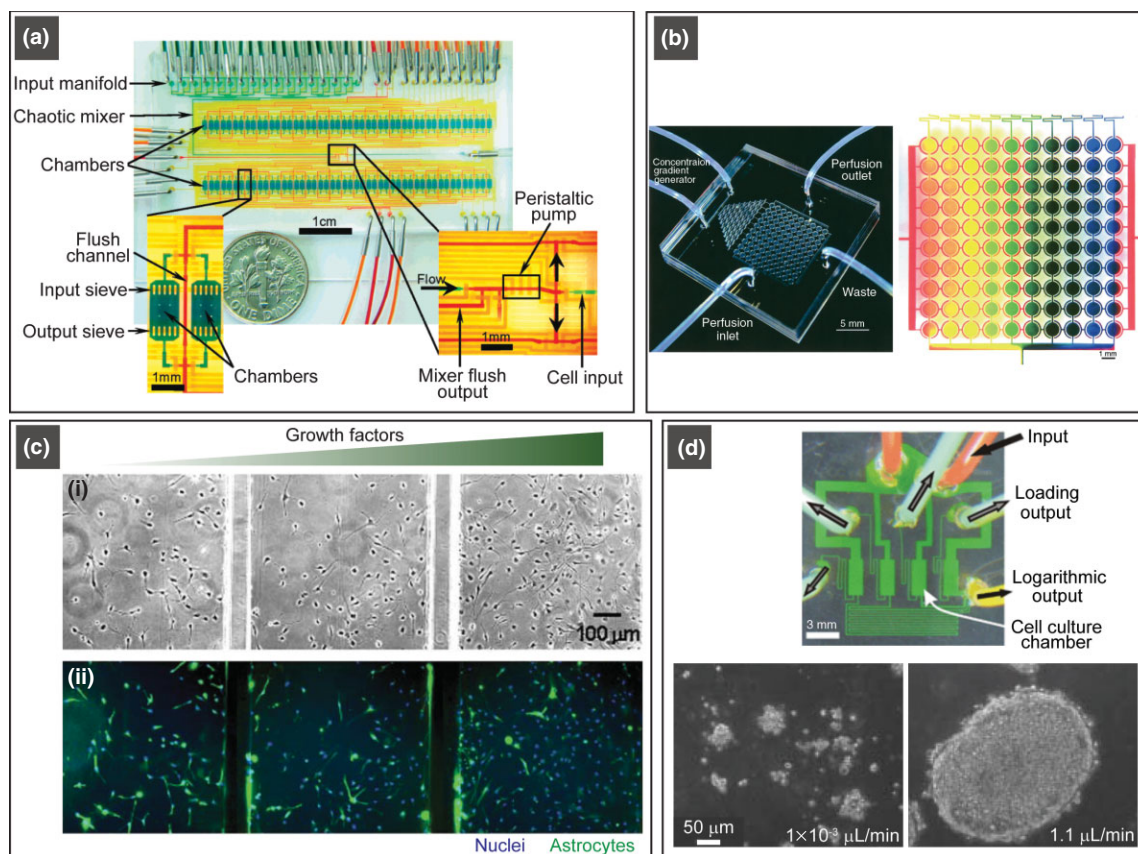 (a)
Input manifold
Chaotic mixer
Chambers
1cm
Peristaltic
pump
Flush
channel
Input sieve
Output sieve
Chambers
1mm
Flow
1mm
Mixer flush
output
Cell input
(b)
Concentraion
gradient
generator
Perfusion
outlet
Waste
Perfusion
inlet
5 mm
1 mm
(c)
Growth factors
(i)
100 μm
(ii)
Nuclei Astrocytes
(d)
Input
Loading
output
Logarithmic
output
Cell culture
chamber
3 mm
50 μm
1×10-3 μL/min
1.1 μL/min